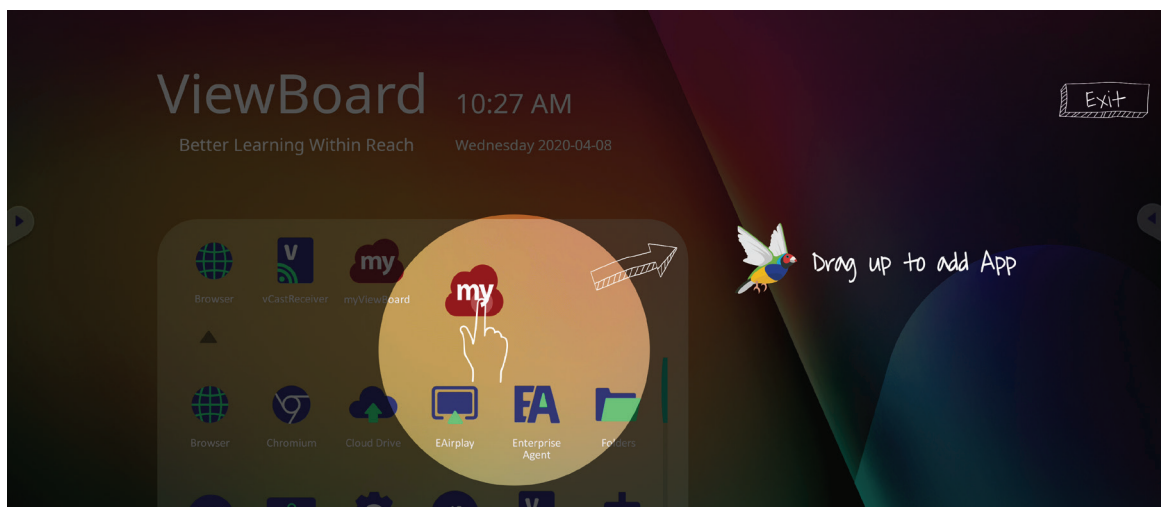 ViewBoard
10:27 AM
Exit
Better Learning Within Reach
Wednesday 2020-04-08
Drag up to add App
V
my
my
Browser
vCastReceiver
myViewBoard
EA
Browser
Chromium
Cloud Drive
EAirplay
Enterprise
Agent
Folders
V